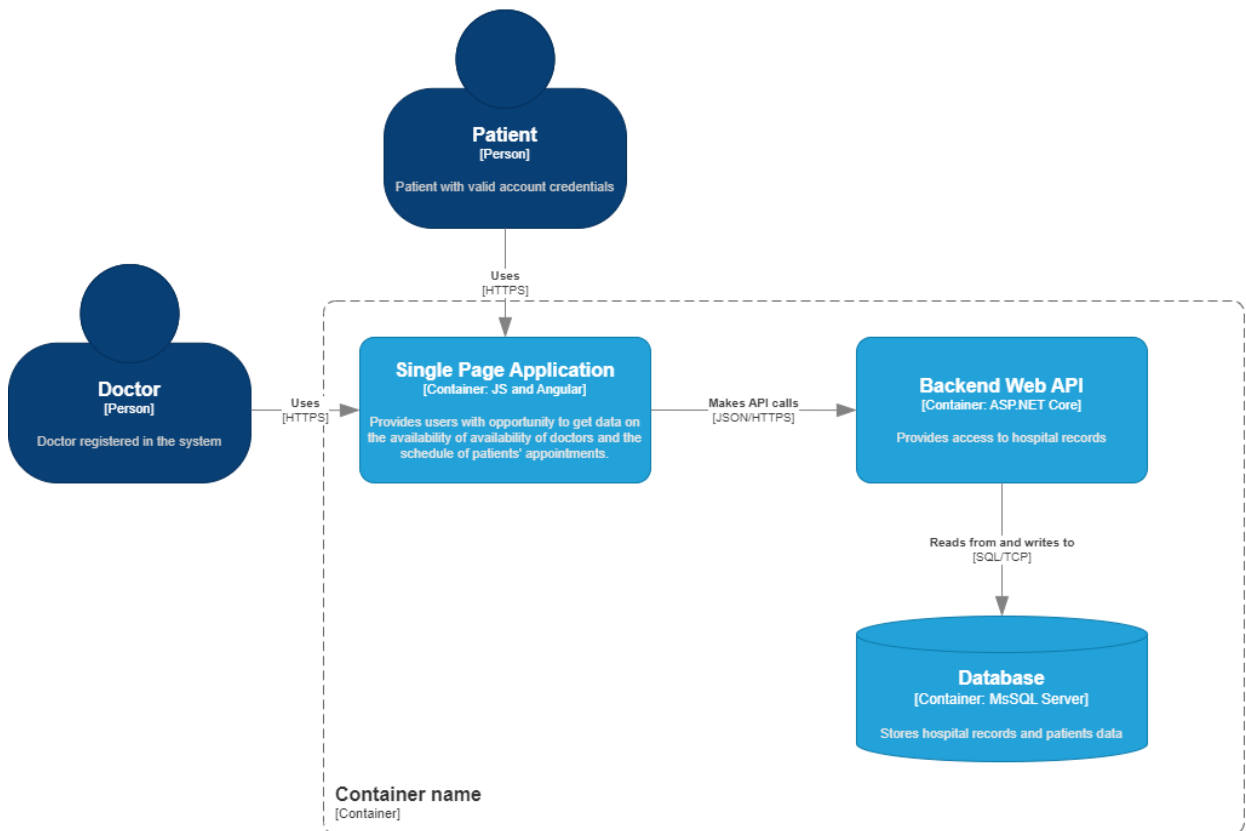 Patient
[Person]
Patient with valid account credentials
Uses
[HTTPS]
Doctor
[Person]
Doctor registered in the system
Uses
[HTTPS]
Single Page Application
[Container: JS and Angular]
Provides users with opportunity to get data on
the availability of availability of doctors and the
schedule of patients' appointments.
Makes API calls
[JSON/HTTPS]
Backend Web API
[Container: ASP.NET Core]
Provides access to hospital records
Reads from and writes to
[SQL/TCP]
Database
[Container: MsSQL Server]
Stores hospital records and patients data
Container name
[Container]